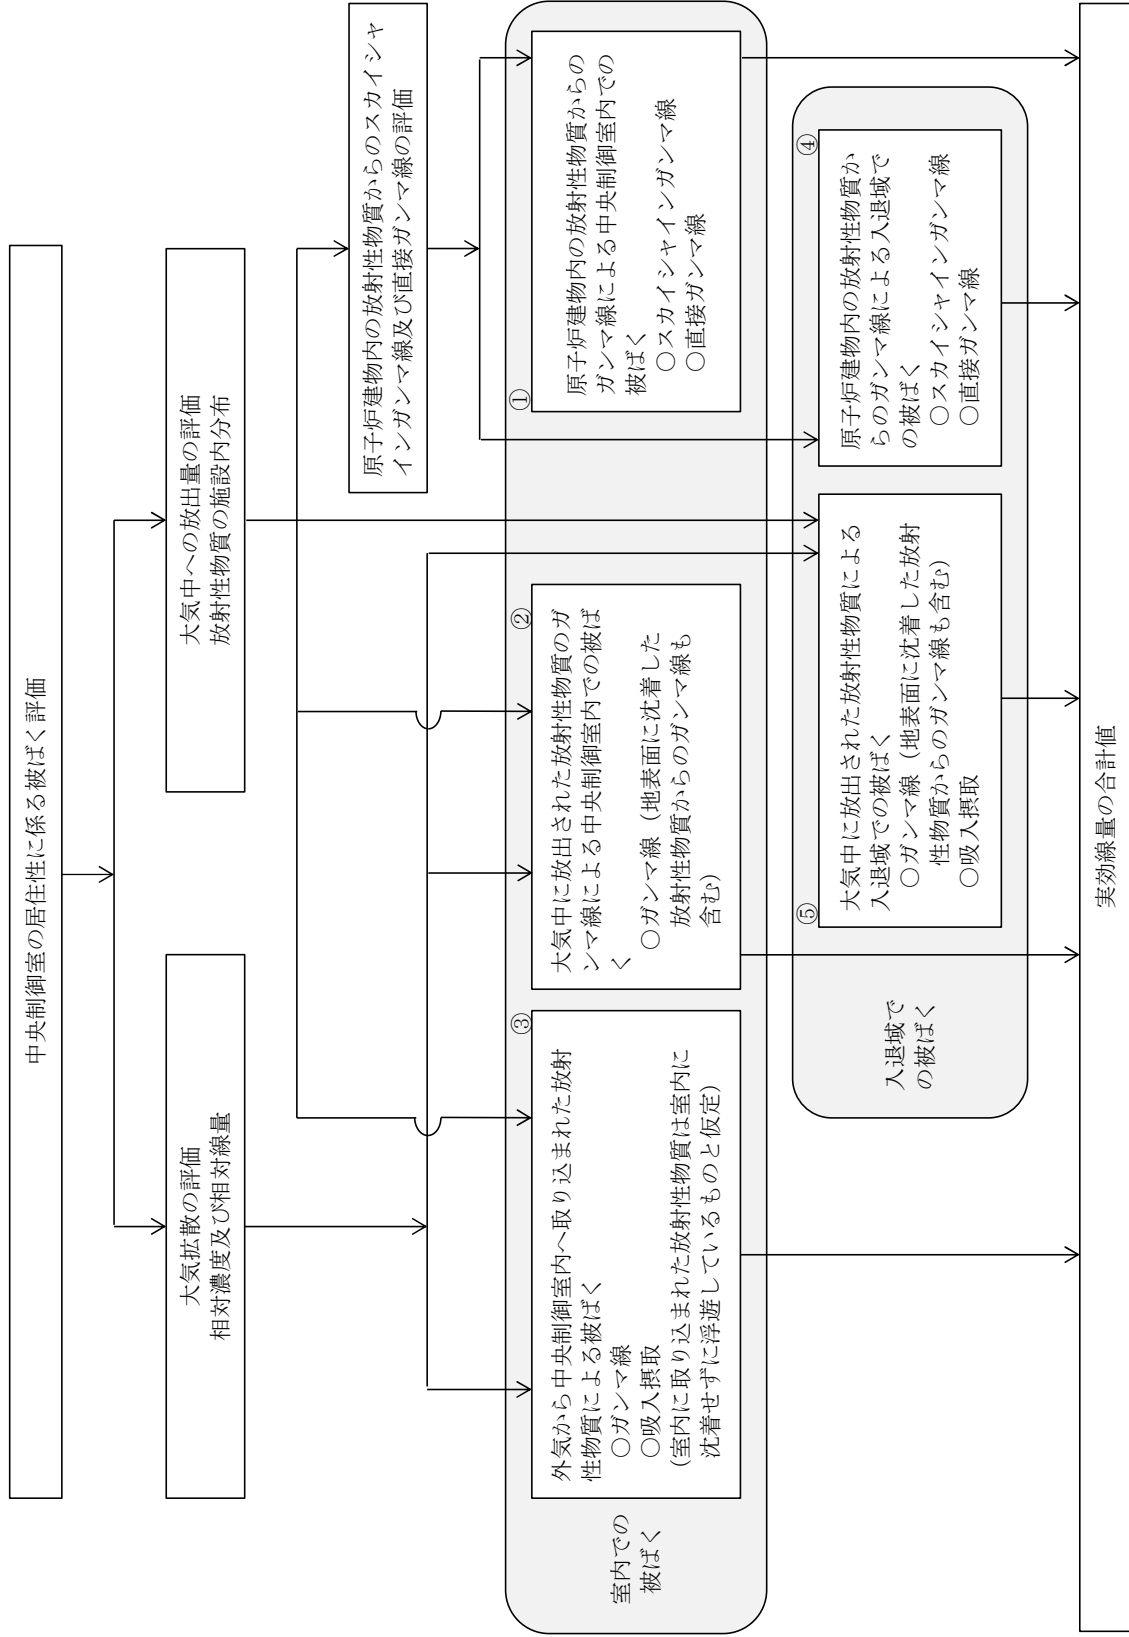 中央制御室の居住性に係る被ばく評価
大気拡散の評価
相対濃度及び相対線量
大気中への放出量の評価
放射性物質の施設内分布
原子炉建物内の放射性物質からのスカイシャ
インガンマ線及び直接ガンマ線の評価
室内での
被ばく
③
外気から中央制御室内へ取り込まれた放射
性物質による被ばく
○ガンマ線
○吸入摂取
(室内に取り込まれた放射性物質は室内に
沈着せずに浮遊しているものと仮定)
②
大気中に放出された放射性物質のガ
ンマ線による中央制御室内での被ば
く
○ガンマ線（地表面に沈着した
放射性物質からのガンマ線も
含む）
①
原子炉建物内の放射性物質からの
ガンマ線による中央制御室内での
被ばく
○スカイシャインガンマ線
○直接ガンマ線
入退域で
の被ばく
⑤
大気中に放出された放射性物質による
入退域での被ばく
○ガンマ線（地表面に沈着した放射
性物質からのガンマ線も含む）
○吸入摂取
④
原子炉建物内の放射性物質か
らのガンマ線による入退域で
の被ばく
○スカイシャインガンマ線
○直接ガンマ線
実効線量の合計値